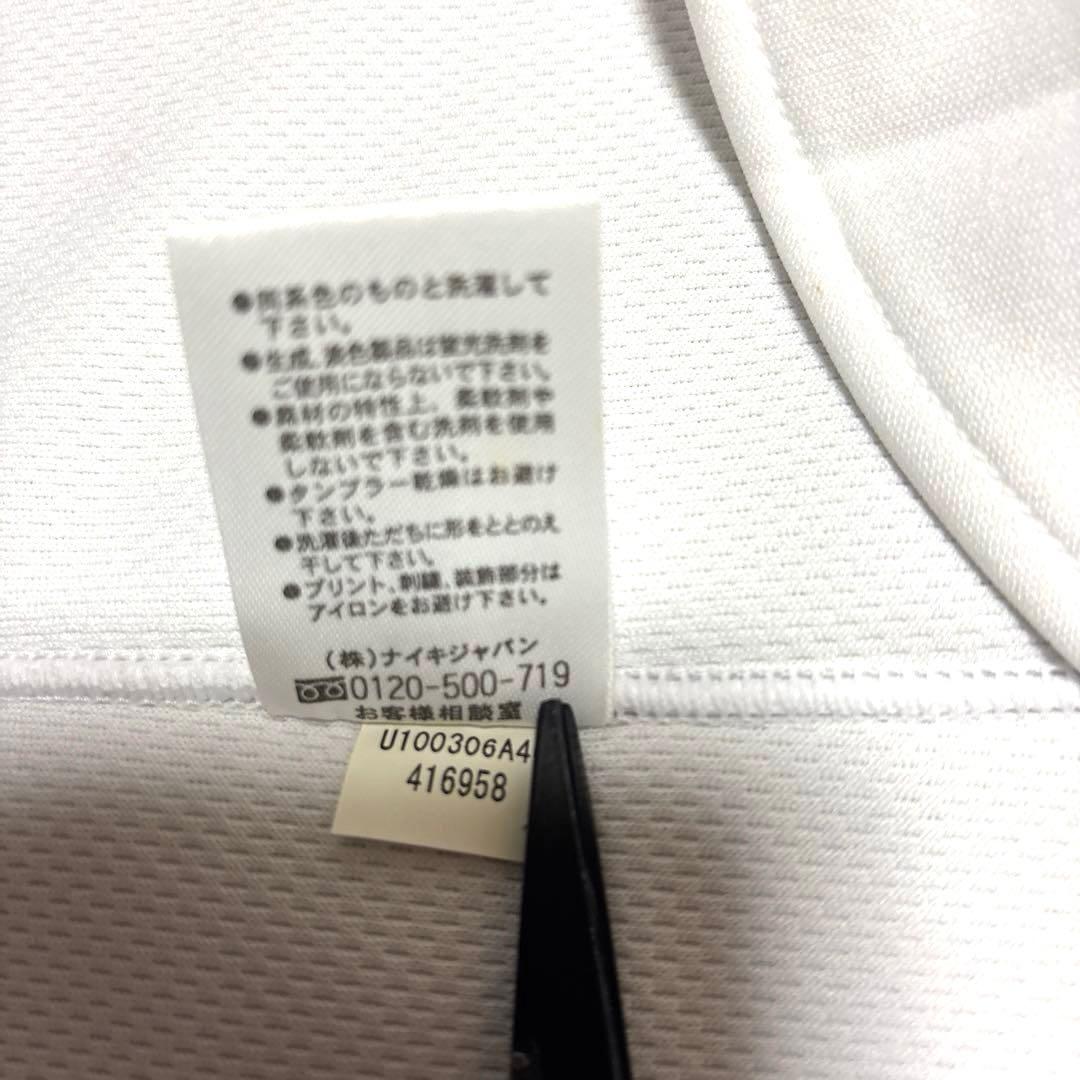 ●同系色のものと洗濯して
下さい。
●生成、淡色製品は蛍光洗剤を
ご使用にならないで下さい。
●素材の特性上、柔軟剤や
柔軟剤を含む洗剤を使用
しないで下さい。
●タンブラー乾燥はお避け
下さい。
●洗濯後ただちに形をととのえ
干して下さい。
●プリント、刺繍、装飾部分は
アイロンをお避け下さい。
(株)ナイキジャパン
0120-500-719
お客様相談室
U100306A4
416958